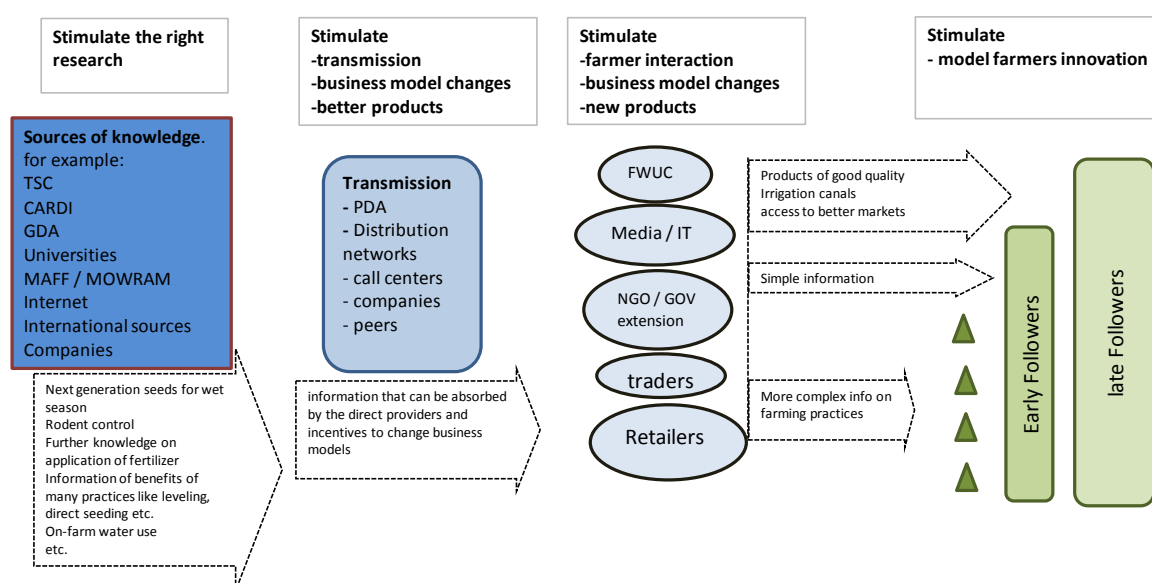 Stimulate the right
research
Stimulate
-transmission
-business model changes
-better products
Stimulate
-farmer interaction
-business model changes
-new products
Stimulate
- model farmers innovation
Sources of knowledge.
for example:
TSC
CARDI
GDA
Universities
MAFF / MOWRAM
Internet
International sources
Companies
Next generation seeds for wet
season
Rodent control
Further knowledge on
application of fertilizer
Information of benefits of
many practices like leveling,
direct seeding etc.
On-farm water use
etc.
Transmission
- PDA
- Distribution
networks
- call centers
- companies
- peers
information that can be absorbed
by the direct providers and
incentives to change business
models
FWUC
Media / IT
NGO / GOV
extension
traders
Retailers
Products of good quality
Irrigation canals
access to better markets
Simple information
More complex info on
farming practices
Early Followers
late Followers